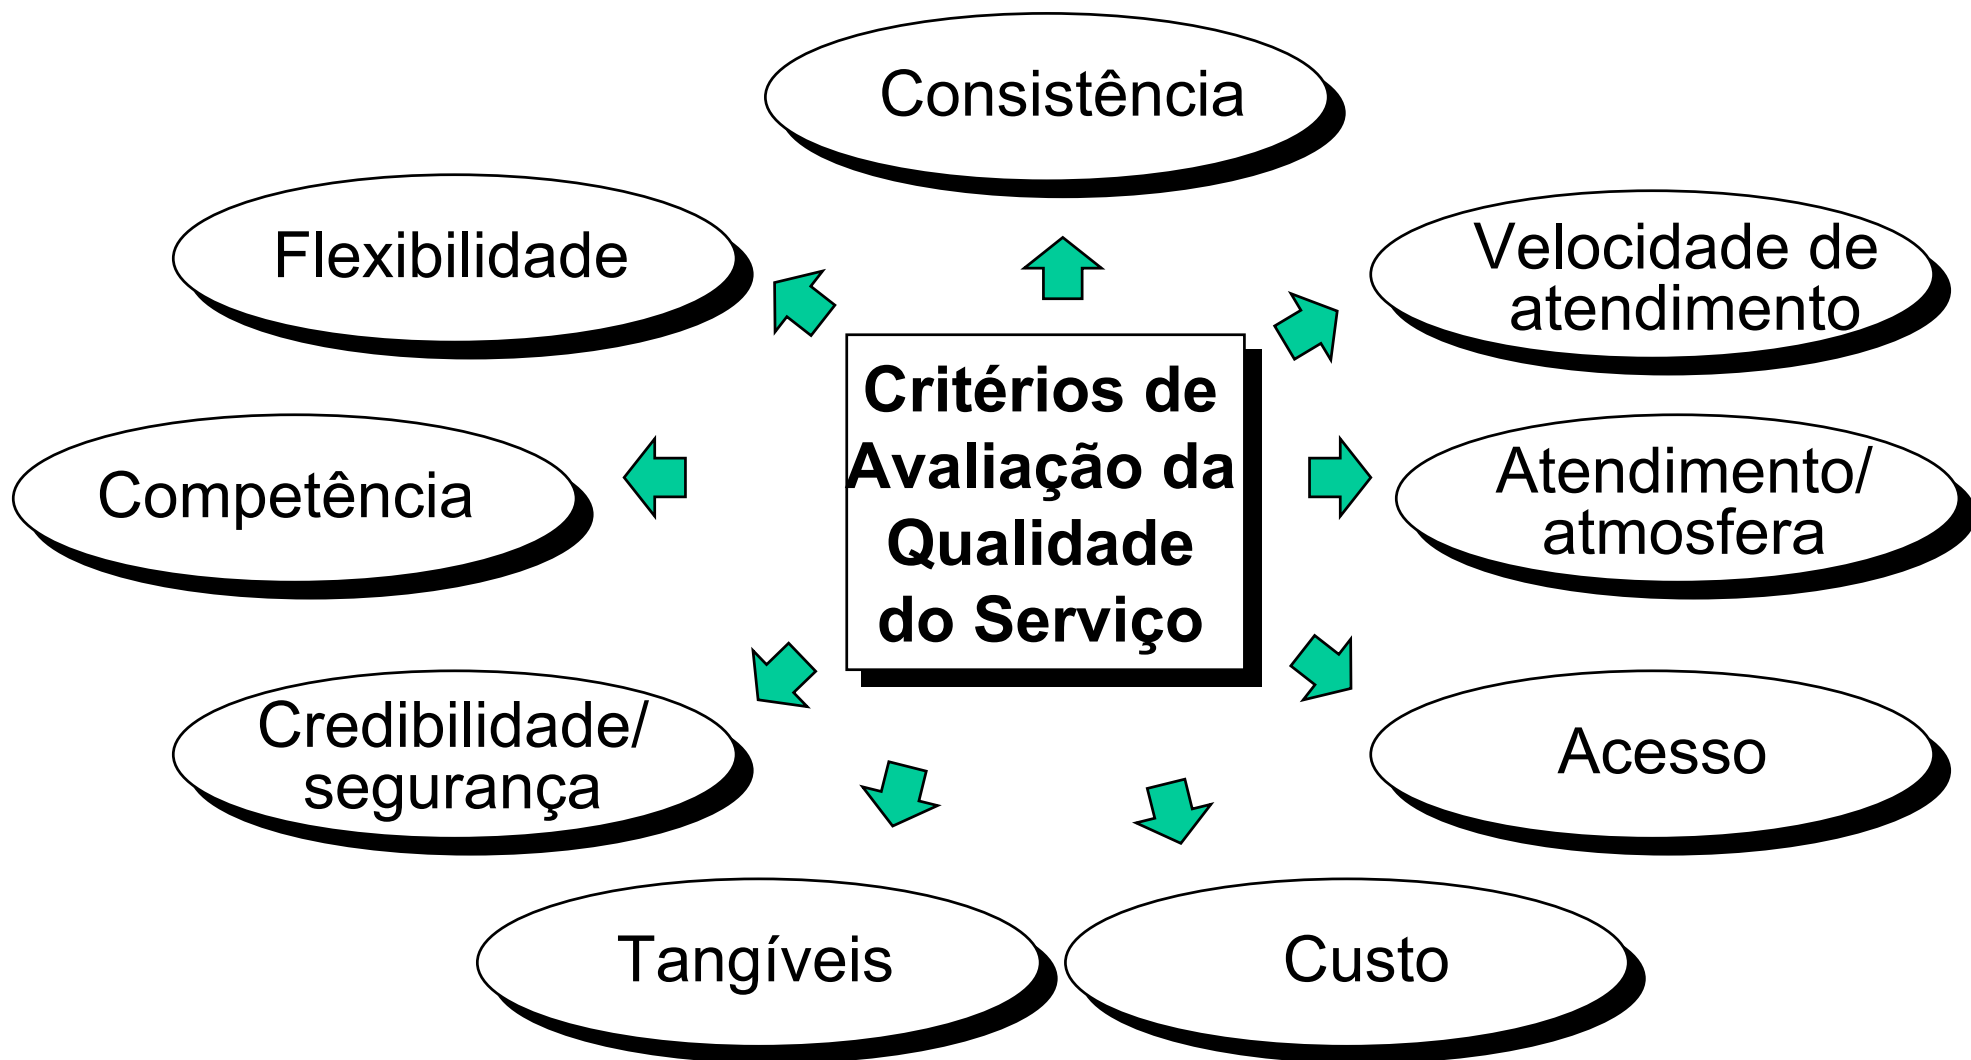 Consistência
Flexibilidade
Velocidade de
atendimento
Critérios de
Avaliação da
Qualidade
do Serviço
Competência
Atendimento/
atmosfera
Credibilidade/
segurança
Acesso
Tangíveis
Custo